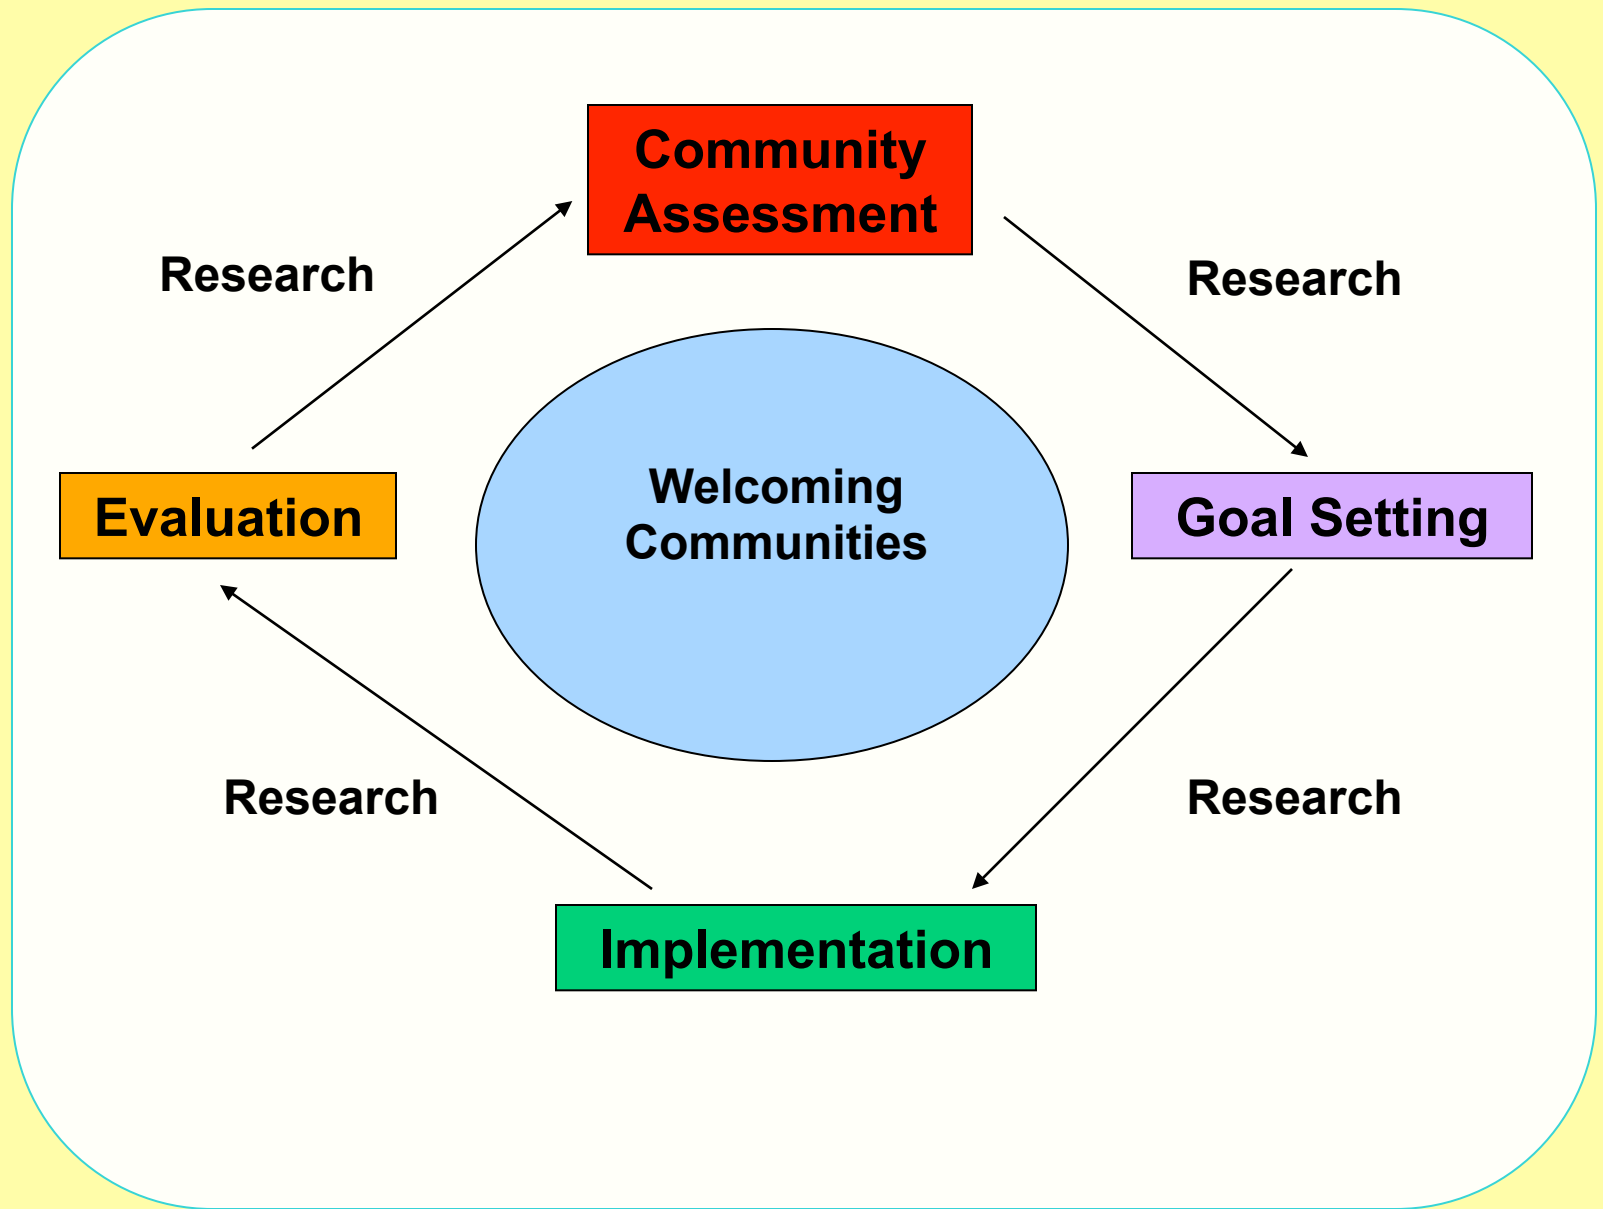 Community
Assessment
Research
Research
Welcoming
Communities
Evaluation
Goal Setting
Research
Research
Implementation